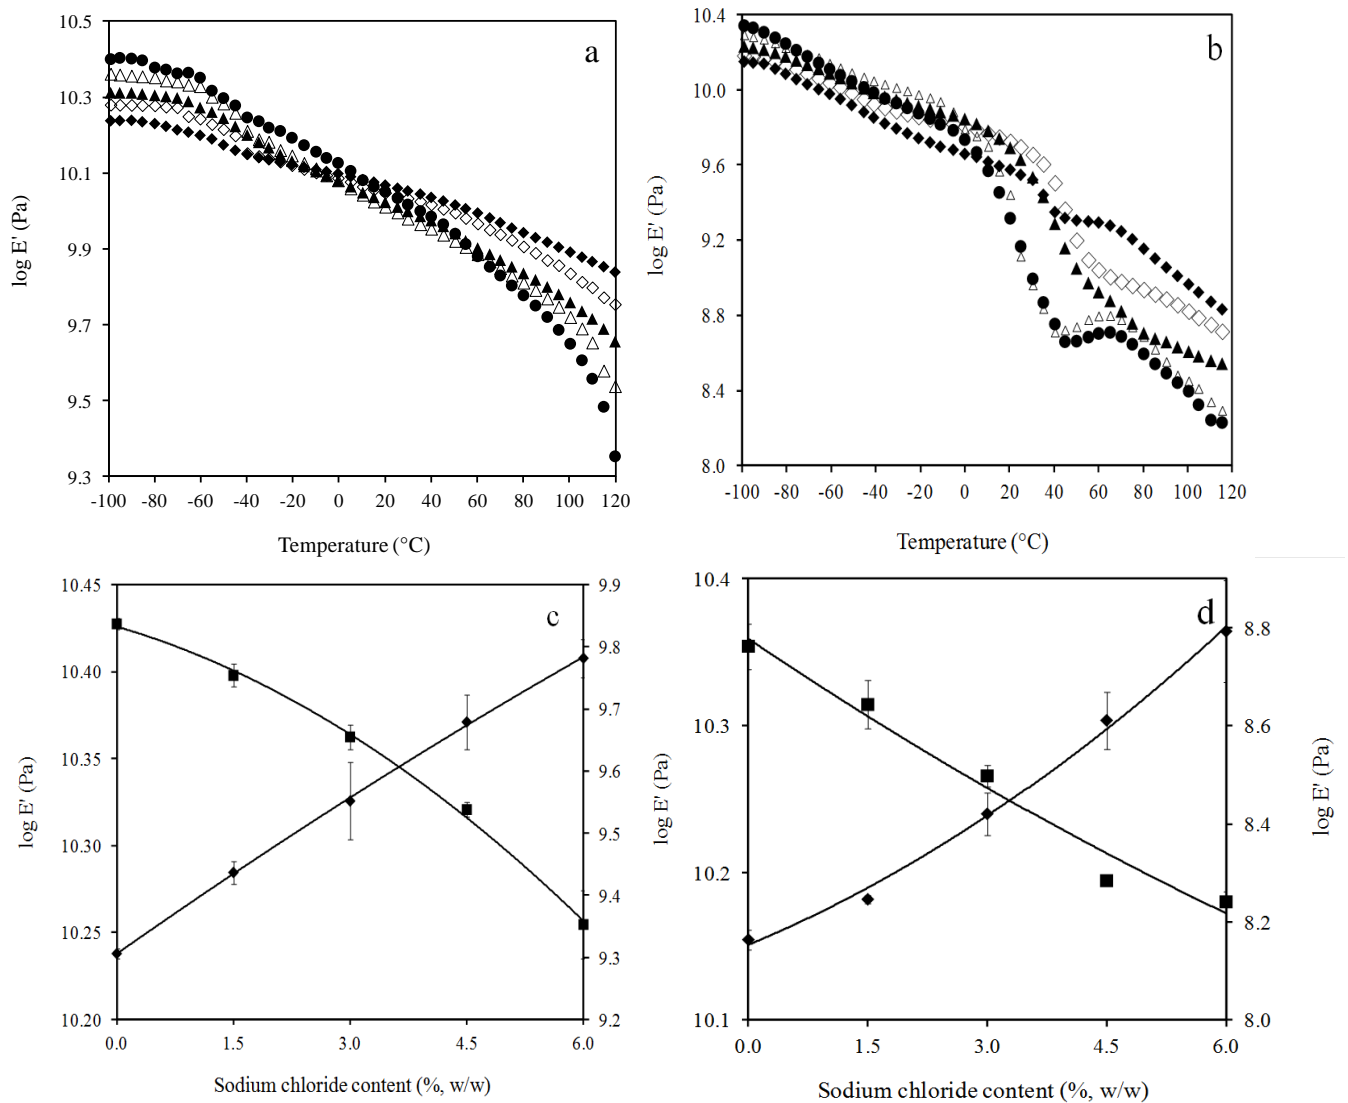 a
10.5
10.3
10.1
9.9
9.7
9.5
9.3
log E' (Pa)
-100 -80 -60 -40 -20 0 20 40 60 80 100 120
Temperature (°C)
b
10.4
10.0
9.6
9.2
8.8
8.4
8.0
log E' (Pa)
-100 -80 -60 -40 -20 0 20 40 60 80 100 120
Temperature (°C)
c
10.45
10.40
10.35
10.30
10.25
10.20
log E' (Pa)
9.9
9.8
9.7
9.6
9.5
9.4
9.3
9.2
log E' (Pa)
0.0 1.5 3.0 4.5 6.0
Sodium chloride content (%, w/w)
d
10.4
10.3
10.2
10.1
8.8
8.6
8.4
8.2
8.0
log E' (Pa)
0.0 1.5 3.0 4.5 6.0
Sodium chloride content (%, w/w)